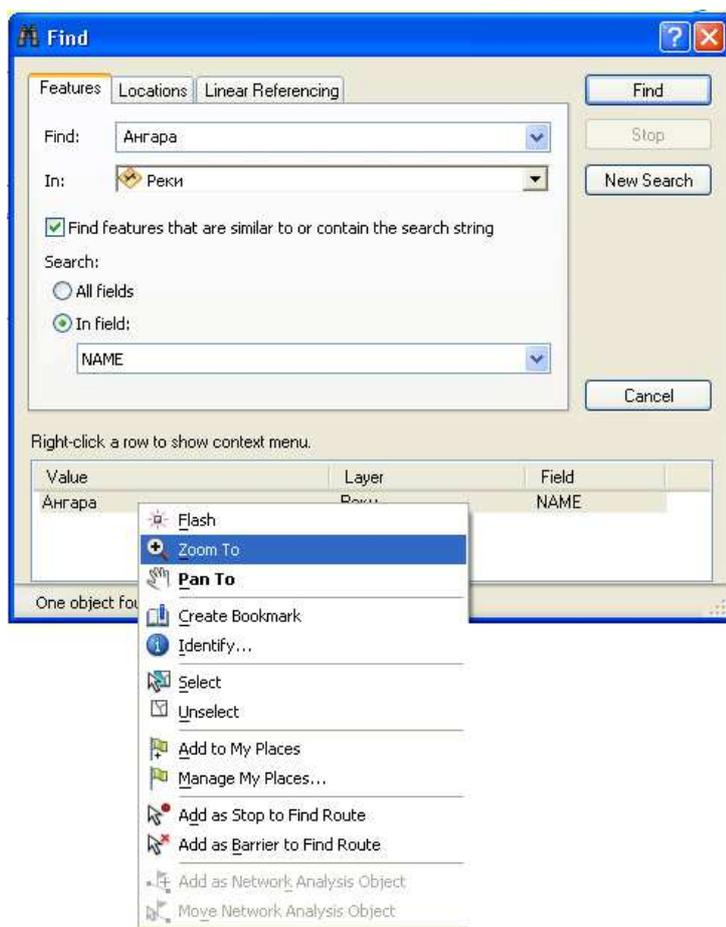 Find
Features Locations Linear Referencing
Find: Ангара
In: Реки
Find features that are similar to or contain the search string
Search:
All fields
In field:
NAME
Find
Stop
New Search
Cancel
Right-click a row to show context menu.
Value Layer Field
Ангара Реки NAME
One object fou
Flash
Zoom To
Pan To
Create Bookmark
Identify...
Select
Unselect
Add to My Places
Manage My Places...
Add as Stop to Find Route
Add as Barrier to Find Route
Add as Network Analysis Object
Move Network Analysis Object